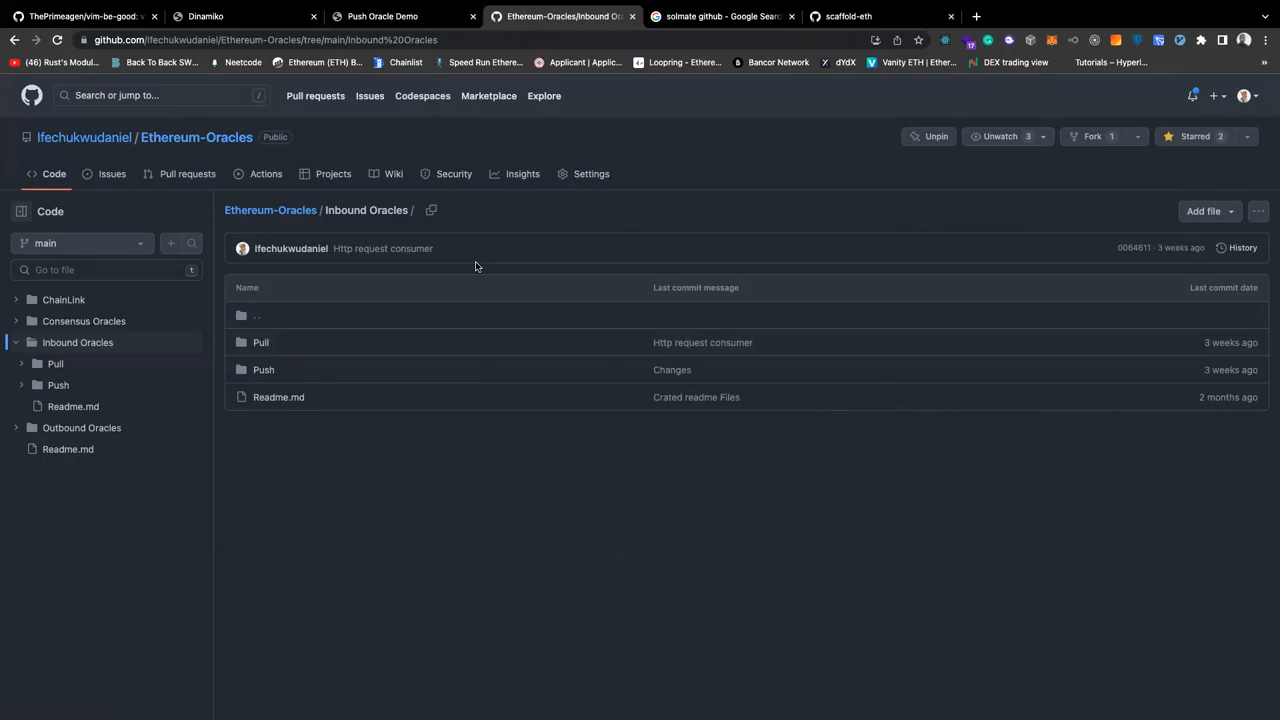 ThePrimeagen/vim-be-good: v
Dinamiko
Push Oracle Demo
Ethereum-Oracles/Inbound Ora
solmate github - Google Searc
scaffold-eth
github.com/Ifechukwudaniel/Ethereum-Oracles/tree/main/Inbound%20Oracles
17
(46) Rust's Modul...
Back To Back SW...
Neetcode
Ethereum (ETH) B...
Chainlist
Speed Run Ethere...
Applicant | Applic...
Loopring - Ethere...
Bancor Network
dYdX
Vanity ETH | Ether...
DEX trading view
Tutorials – Hyperl...
»
Search or jump to...
/
Pull requests
Issues
Codespaces
Marketplace
Explore
Ifechukwudaniel / Ethereum-Oracles
Public
Unpin
Unwatch 3
Fork 1
Starred 2
Code
Issues
Pull requests
Actions
Projects
Wiki
Security
Insights
Settings
Code
Ethereum-Oracles / Inbound Oracles /
Add file
main
Ifechukwudaniel Http request consumer
0064611 · 3 weeks ago
History
Go to file
t
Name
Last commit message
Last commit date
ChainLink
Consensus Oracles
Inbound Oracles
Pull
Push
Readme.md
Outbound Oracles
Readme.md
. .
Pull
Http request consumer
3 weeks ago
Push
Changes
3 weeks ago
Readme.md
Crated readme Files
2 months ago